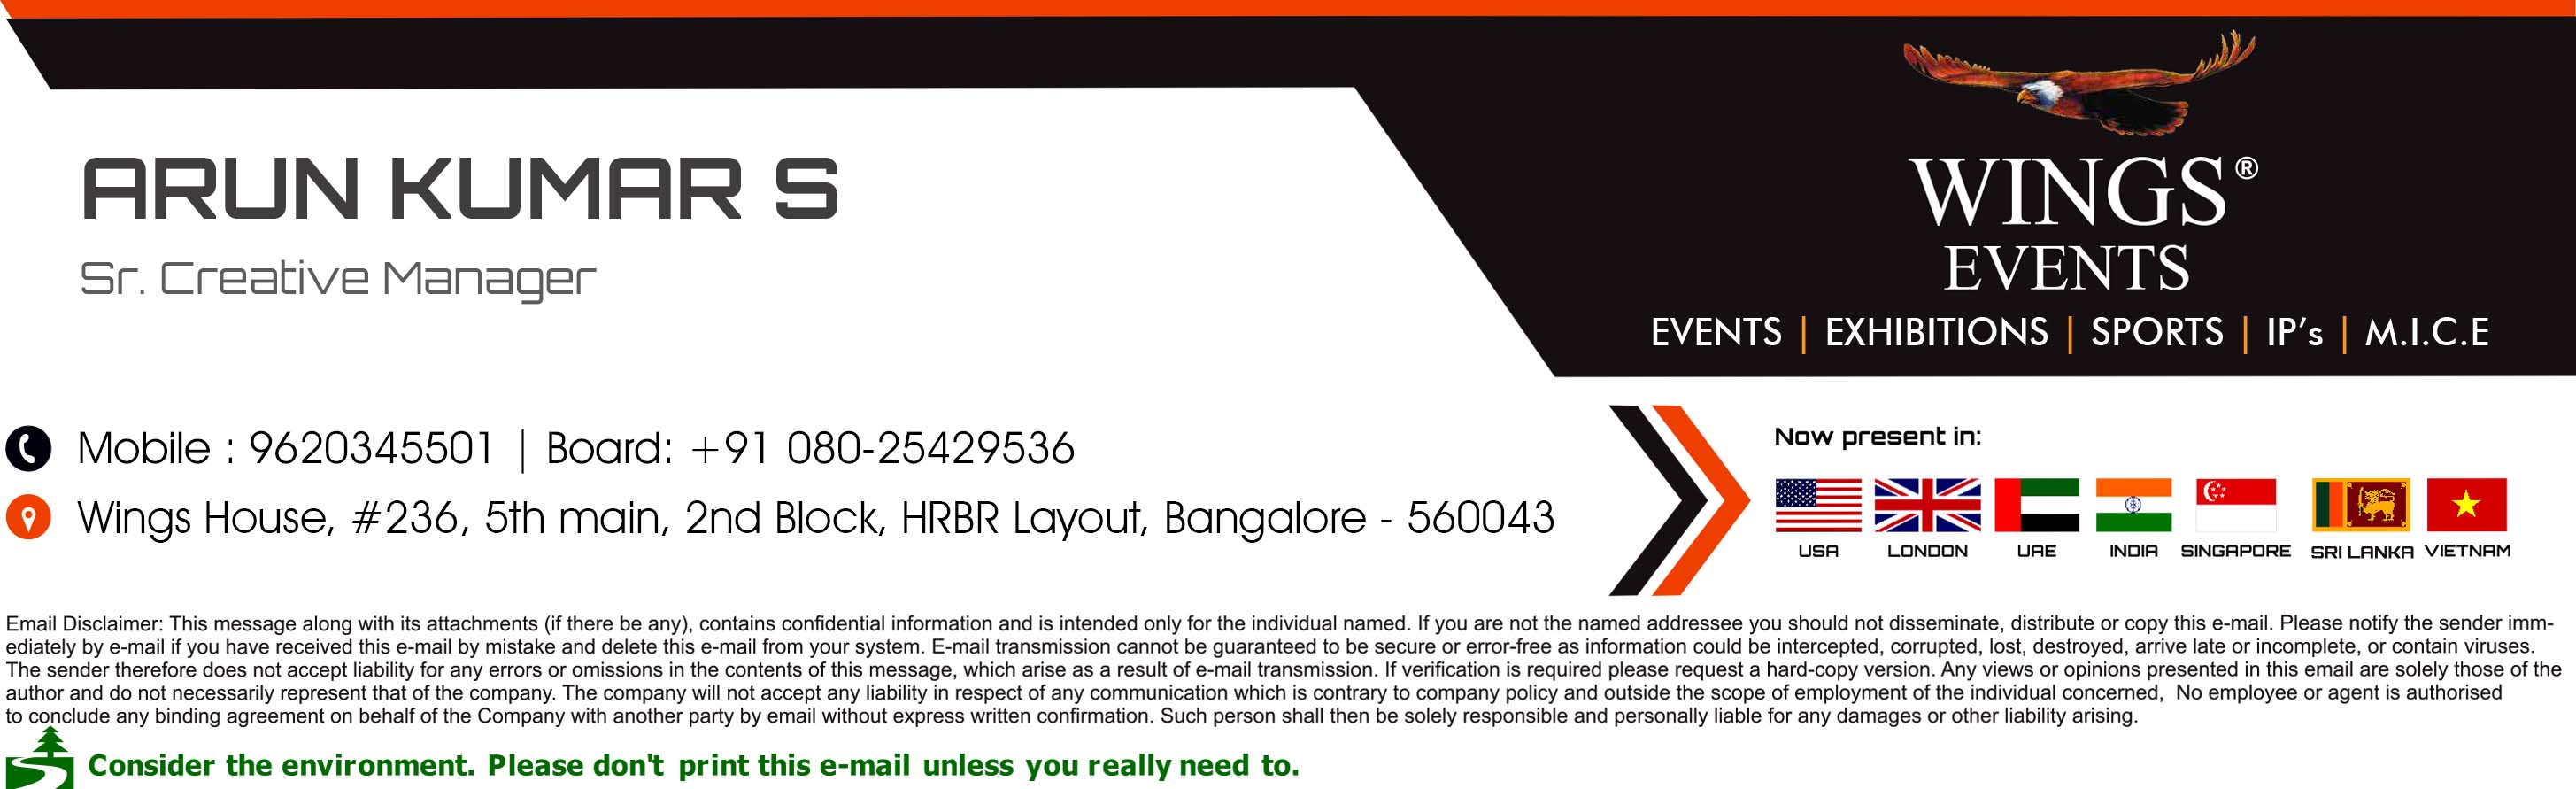 WINGS®
EVENTS
EVENTS | EXHIBITIONS | SPORTS | IP’s | M.I.C.E
ARUN KUMAR S
Sr. Creative Manager
Mobile : 9620345501 | Board: +91 080-25429536
Wings House, #236, 5th main, 2nd Block, HRBR Layout, Bangalore - 560043
Now present in:
USA LONDON UAE INDIA SINGAPORE SRI LANKA VIETNAM
Email Disclaimer: This message along with its attachments (if there be any), contains confidential information and is intended only for the individual named. If you are not the named addressee you should not disseminate, distribute or copy this e-mail. Please notify the sender imm-
ediately by e-mail if you have received this e-mail by mistake and delete this e-mail from your system. E-mail transmission cannot be guaranteed to be secure or error-free as information could be intercepted, corrupted, lost, destroyed, arrive late or incomplete, or contain viruses.
The sender therefore does not accept liability for any errors or omissions in the contents of this message, which arise as a result of e-mail transmission. If verification is required please request a hard-copy version. Any views or opinions presented in this email are solely those of the
author and do not necessarily represent that of the company. The company will not accept any liability in respect of any communication which is contrary to company policy and outside the scope of employment of the individual concerned, No employee or agent is authorised
to conclude any binding agreement on behalf of the Company with another party by email without express written confirmation. Such person shall then be solely responsible and personally liable for any damages or other liability arising.
Consider the environment. Please don't print this e-mail unless you really need to.